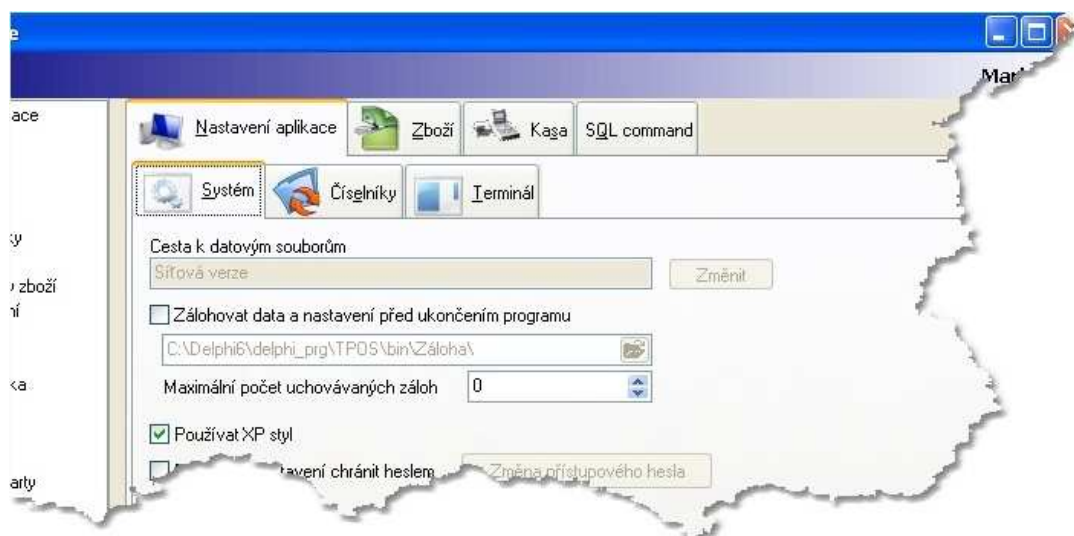 e
Mar
ace
Nastavení aplikace Zboží Kasa SQL command
Systém Číselníky Terminál
ky
Cesta k datovým souborům
Síťová verze Změnit
v zboží
ní
Zálohovat data a nastavení před ukončením programu
C:\Delphi6\delphi_prg\TPOS\bin\Záloha\
ka
Maximální počet uchovávaných záloh 0
Používat XP styl
tavení chránit heslem Změna přístupového hesla
arty